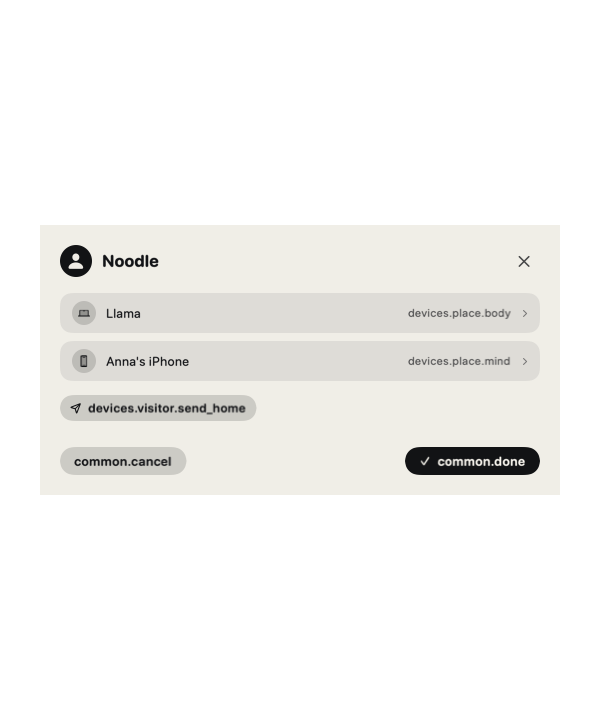 Noodle
Llama devices.place.body
Anna's iPhone devices.place.mind
devices.visitor.send_home
common.cancel common.done